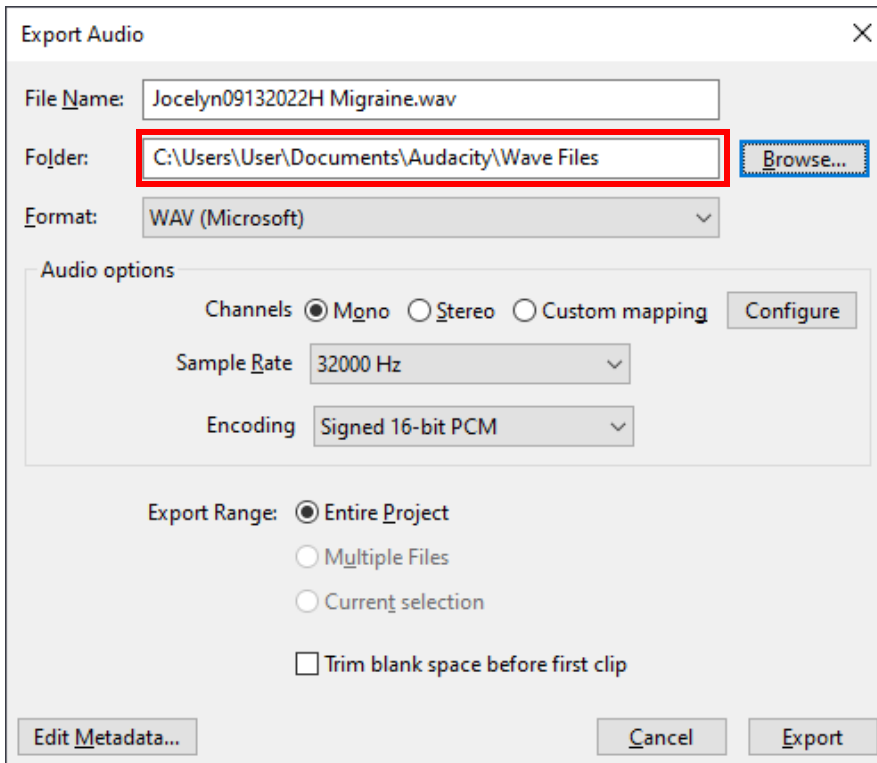 Export Audio
File Name: Jocelyn09132022H Migraine.wav
Folder: C:\Users\User\Documents\Audacity\Wave Files Browse...
Format: WAV (Microsoft)
Audio options
Channels Mono Stereo Custom mapping Configure
Sample Rate 32000 Hz
Encoding Signed 16-bit PCM
Export Range: Entire Project
Multiple Files
Current selection
Trim blank space before first clip
Edit Metadata... Cancel Export